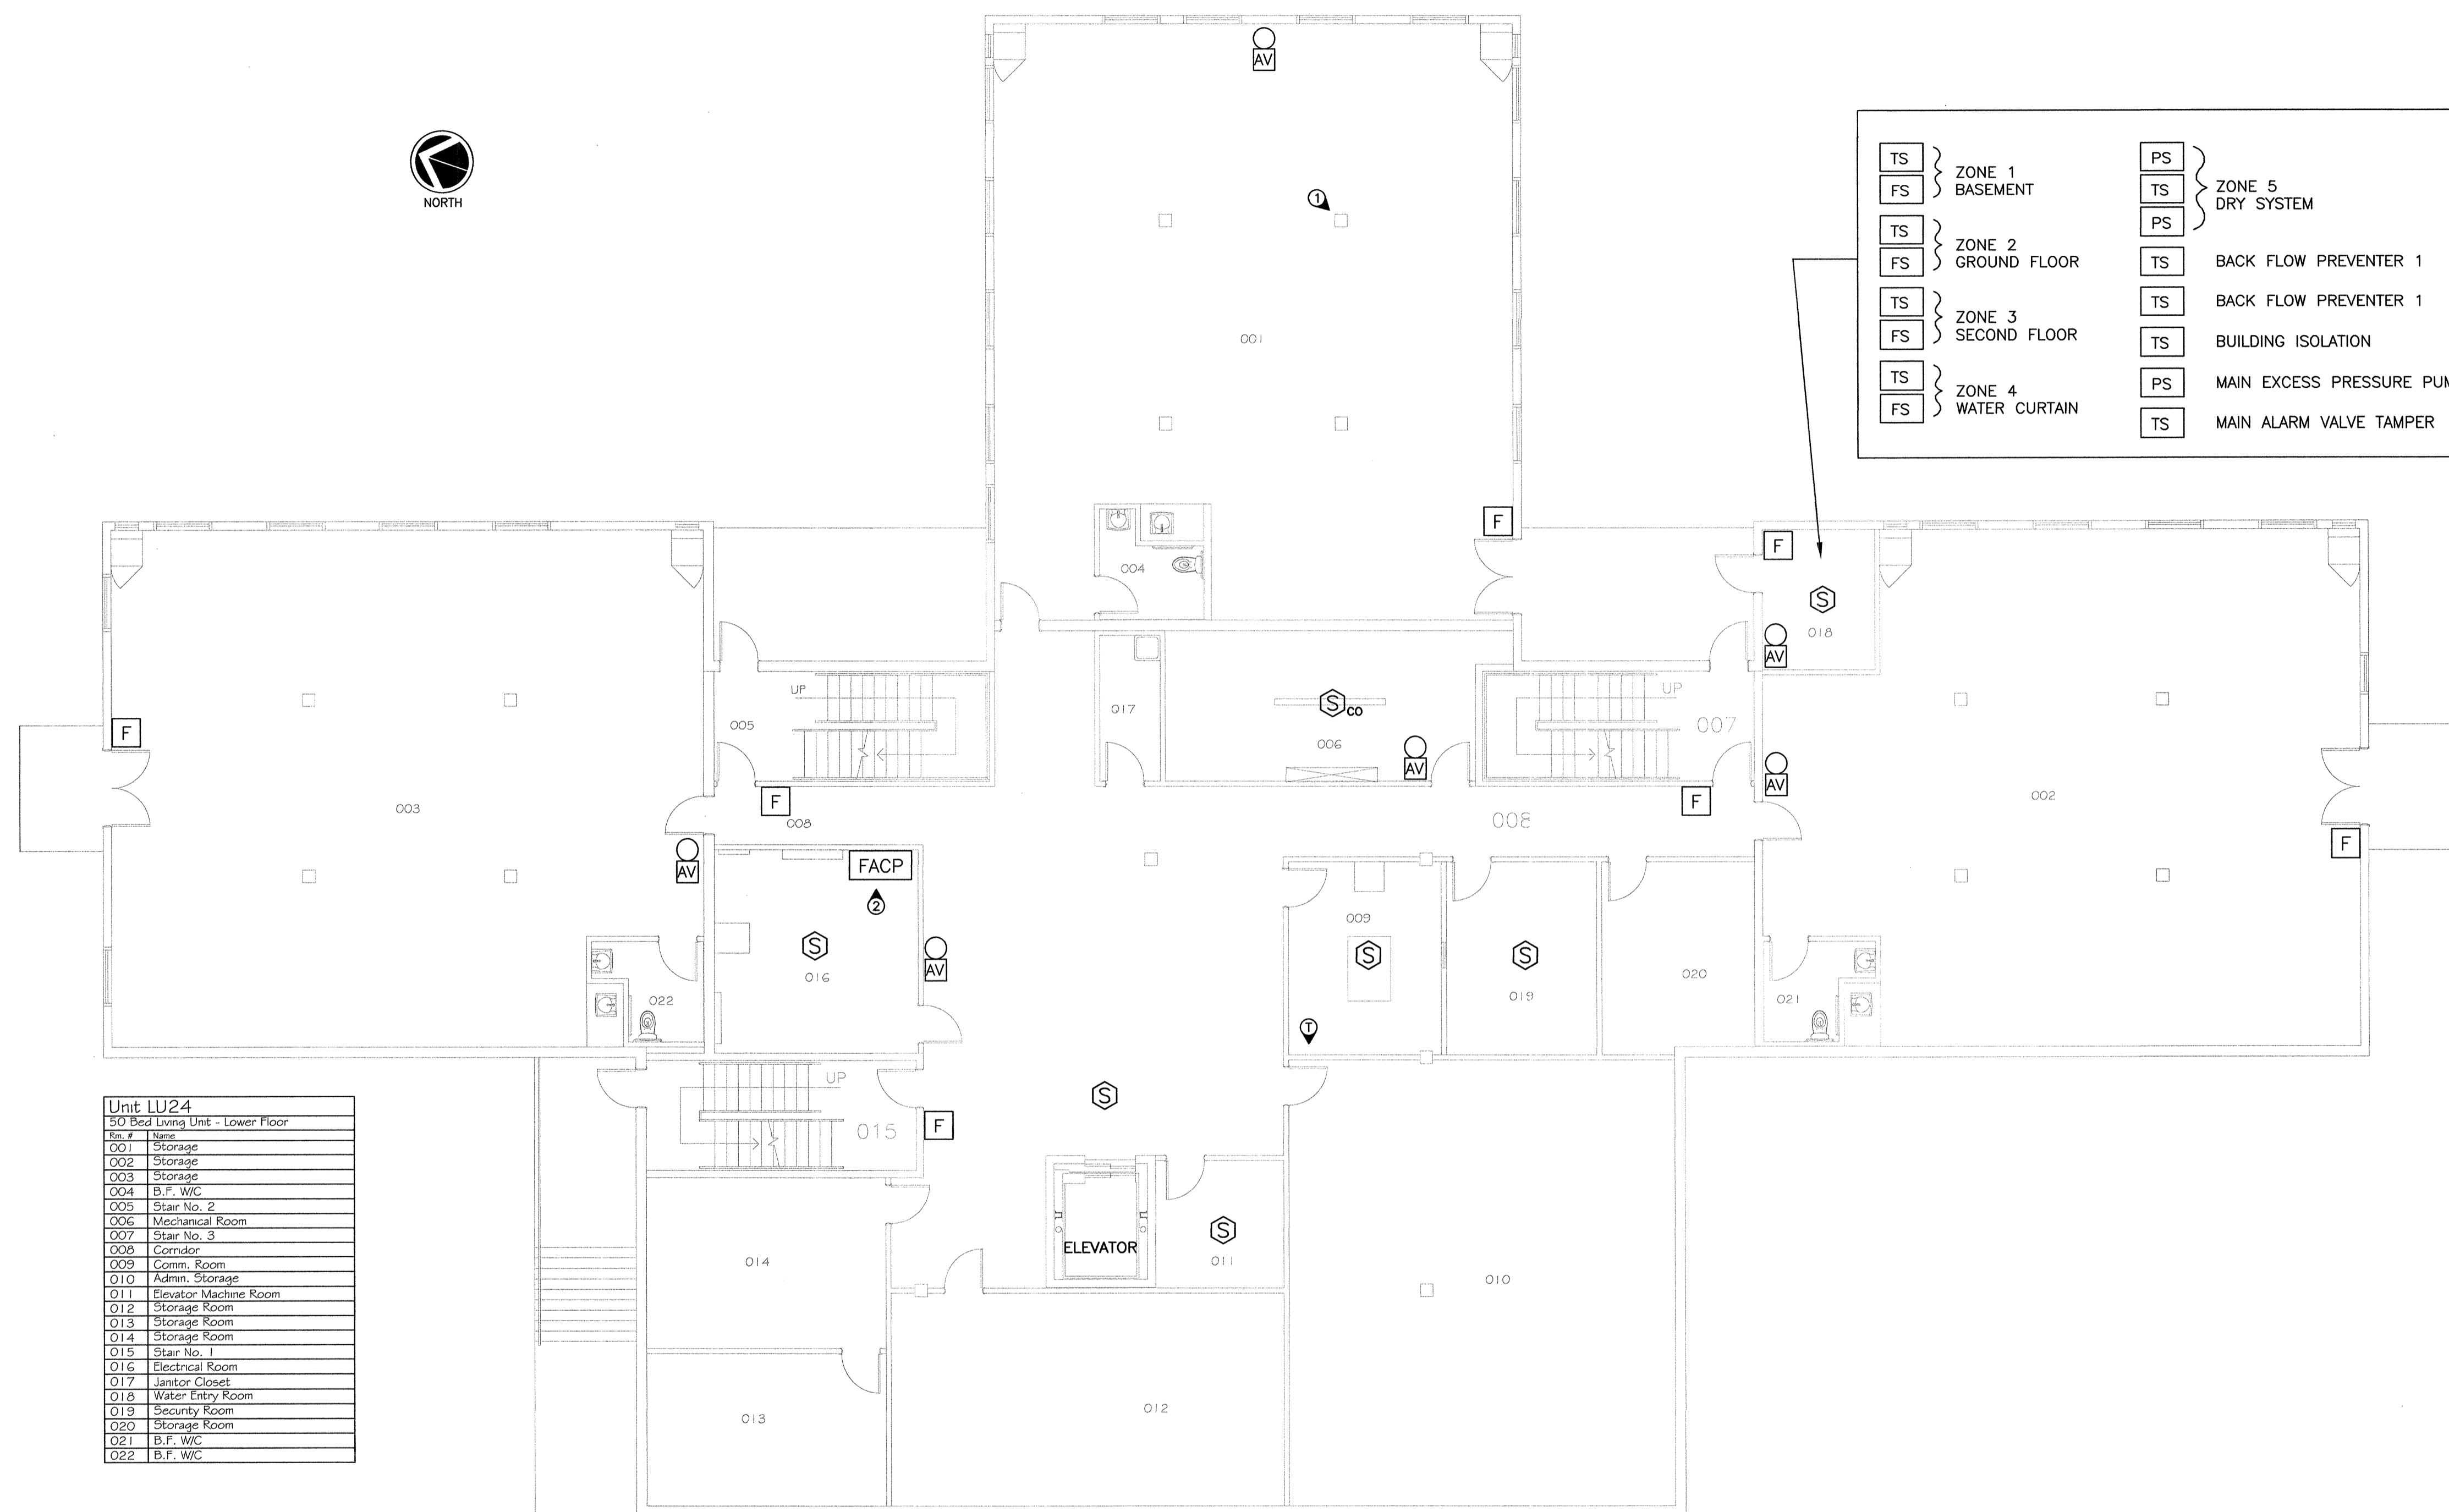 NORTH
AV
1
TS
FS
ZONE 1
BASEMENT
TS
FS
ZONE 2
GROUND FLOOR
TS
FS
ZONE 3
SECOND FLOOR
TS
FS
ZONE 4
WATER CURTAIN
PS
TS
PS
ZONE 5
DRY SYSTEM
TS BACK FLOW PREVENTER 1
TS BACK FLOW PREVENTER 1
TS BUILDING ISOLATION
PS MAIN EXCESS PRESSURE PUM
TS MAIN ALARM VALVE TAMPER
001
F
F
004
S
018
AV
UP
005
017
S CO
006
AV
UP
007
AV
F
003
F
008
008
F
002
F
AV
FACP
2
S
016
AV
009
S
S
019
020
021
022
T
UP
015
F
S
ELEVATOR
S
011
014
010
013
012
Unit LU24
50 Bed Living Unit - Lower Floor
Rm. # Name
001 Storage
002 Storage
003 Storage
004 B.F. W/C
005 Stair No. 2
006 Mechanical Room
007 Stair No. 3
008 Corridor
009 Comm. Room
010 Admin. Storage
011 Elevator Machine Room
012 Storage Room
013 Storage Room
014 Storage Room
015 Stair No. 1
016 Electrical Room
017 Janitor Closet
018 Water Entry Room
019 Security Room
020 Storage Room
021 B.F. W/C
022 B.F. W/C